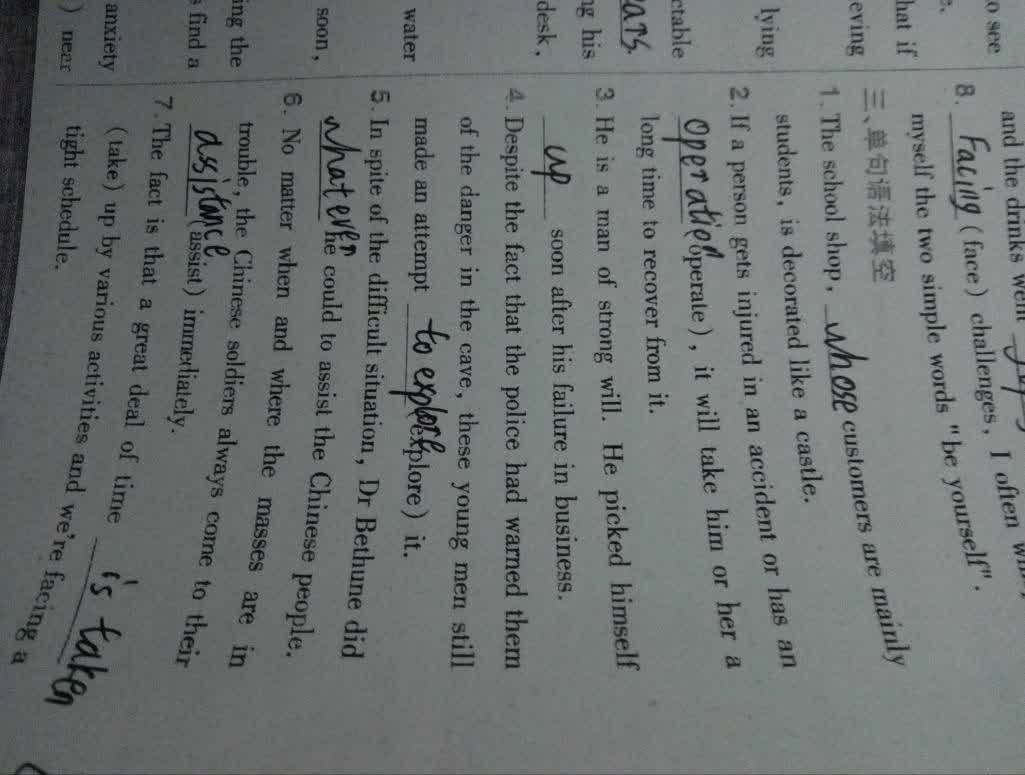 o see
e.
hat if
eving
lying
ctable
ng his
desk,
water
soon,
ing the
s find a
anxiety
and the drinks went
8. Facing (face) challenges, I often
myself the two simple words "be yourself".
三、单句语法填空
1. The school shop, whose customers are mainly
students, is decorated like a castle.
2. If a person gets injured in an accident or has an
operation (operate), it will take him or her a
long time to recover from it.
3. He is a man of strong will. He picked himself
up soon after his failure in business.
4. Despite the fact that the police had warned them
of the danger in the cave, these young men still
made an attempt to explore (explore) it.
5. In spite of the difficult situation, Dr Bethune did
whatever he could to assist the Chinese people.
6. No matter when and where the masses are in
trouble, the Chinese soldiers always come to their
assistance (assist) immediately.
7. The fact is that a great deal of time is taken
(take) up by various activities and we're facing a
tight schedule.